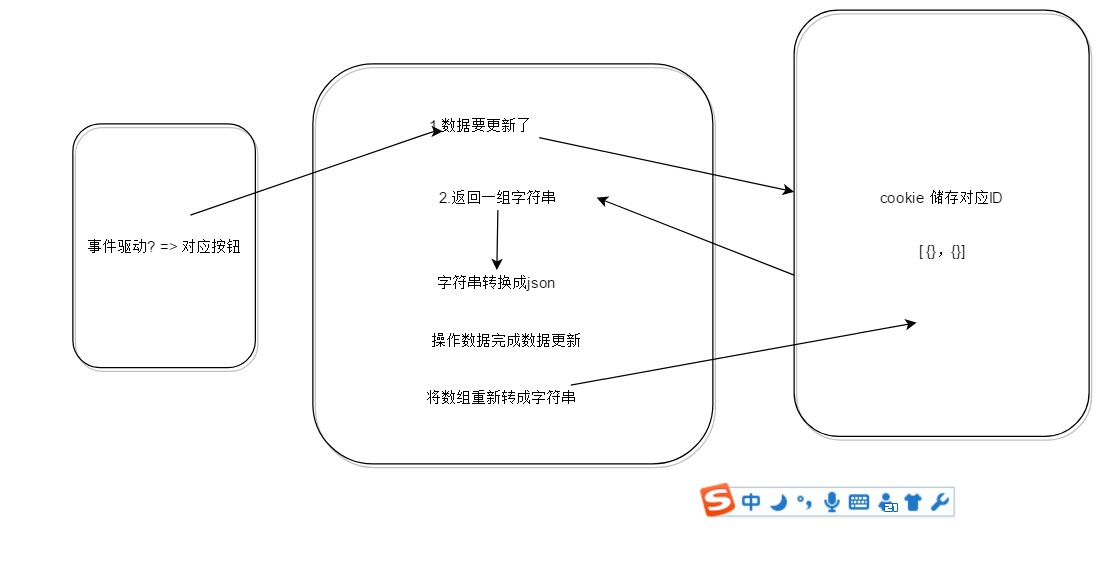 事件驱动? => 对应按钮
1.数据要更新了
2.返回一组字符串
字符串转换成json
操作数据完成数据更新
将数组重新转成字符串
cookie 储存对应ID
[ {}, {}]
S 中